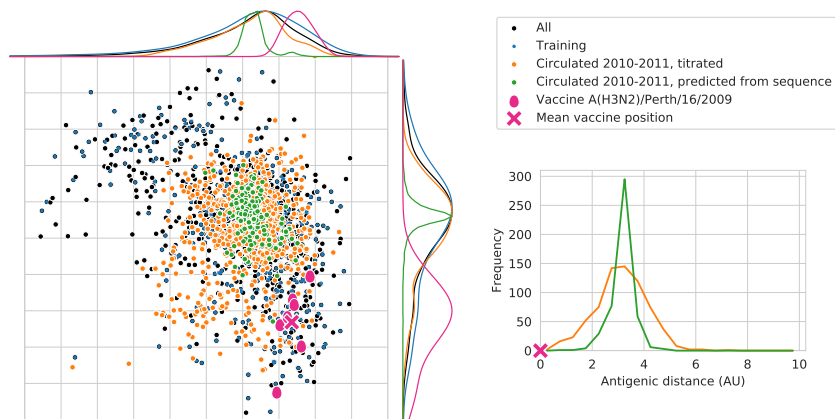 All
Training
Circulated 2010-2011, titrated
Circulated 2010-2011, predicted from sequence
Vaccine A(H3N2)/Perth/16/2009
Mean vaccine position
300
250
200
150
100
50
0
Frequency
0 2 4 6 8 10
Antigenic distance (AU)